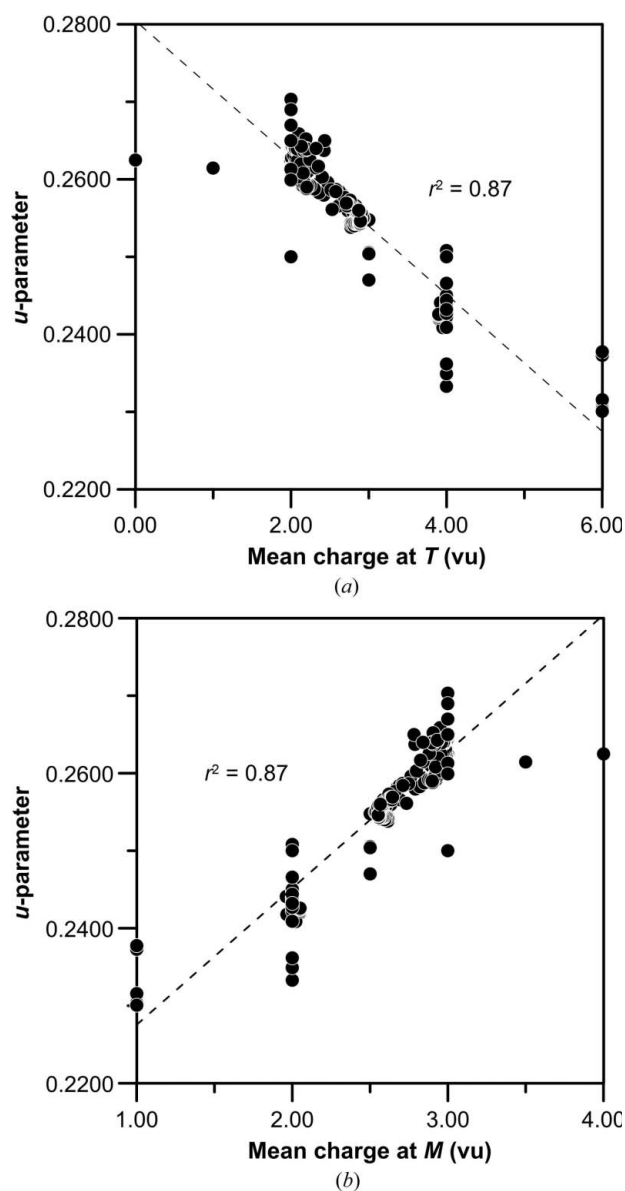 0.2800
0.2600
0.2400
0.2200
u-parameter
r² = 0.87
0.00 2.00 4.00 6.00
Mean charge at T (vu)
(a)
0.2800
0.2600
0.2400
0.2200
u-parameter
r² = 0.87
1.00 2.00 3.00 4.00
Mean charge at M (vu)
(b)